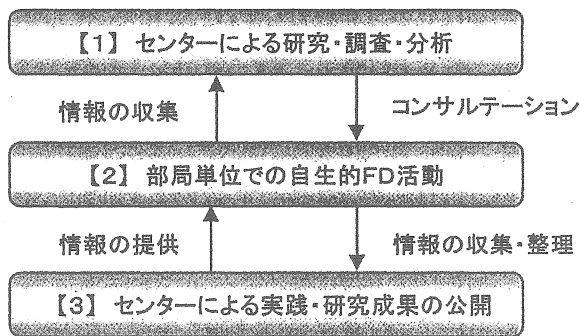 【1】 センターによる研究・調査・分析
情報の収集
コンサルテーション
【2】 部局単位での自生的FD活動
情報の提供
情報の収集・整理
【3】 センターによる実践・研究成果の公開